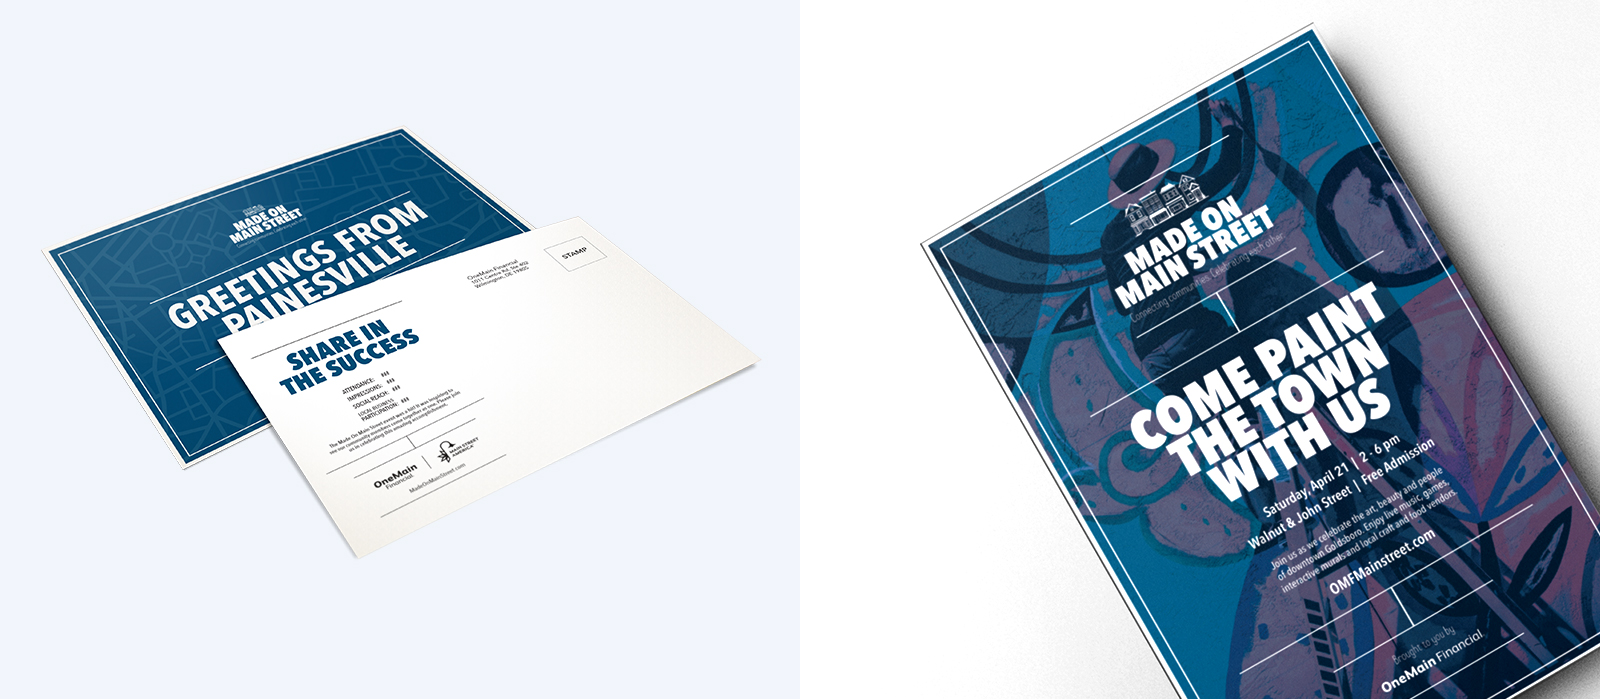 MADE ON
MAIN STREET
GREETINGS FROM
PAINESVILLE
OneMain Financial
1011 Centre Rd. Ste 402
Wilmington, DE 19805
STAMP
SHARE IN
THE SUCCESS
ATTENDANCE: ###
IMPRESSIONS: ###
SOCIAL REACH: ###
LOCAL BUSINESS
PARTICIPATION: ###
The Made On Main Street event was a hit! It was inspiring to
see our community members come together as one. Please join
us in celebrating this amazing accomplishment.
OneMain
Financial
MAIN STREET
AMERICA
MadeOnMainStreet.com
MADE ON
MAIN STREET
Connecting communities. Celebrating each other.
COME PAINT
THE TOWN
WITH US
Saturday, April 21 | 2 - 6 pm
Walnut & John Street | Free Admission
Join us as we celebrate the art, beauty and people
of downtown Goldsboro. Enjoy live music, games,
interactive murals and local craft and food vendors.
OMFMainstreet.com
Brought to you by
OneMain Financial